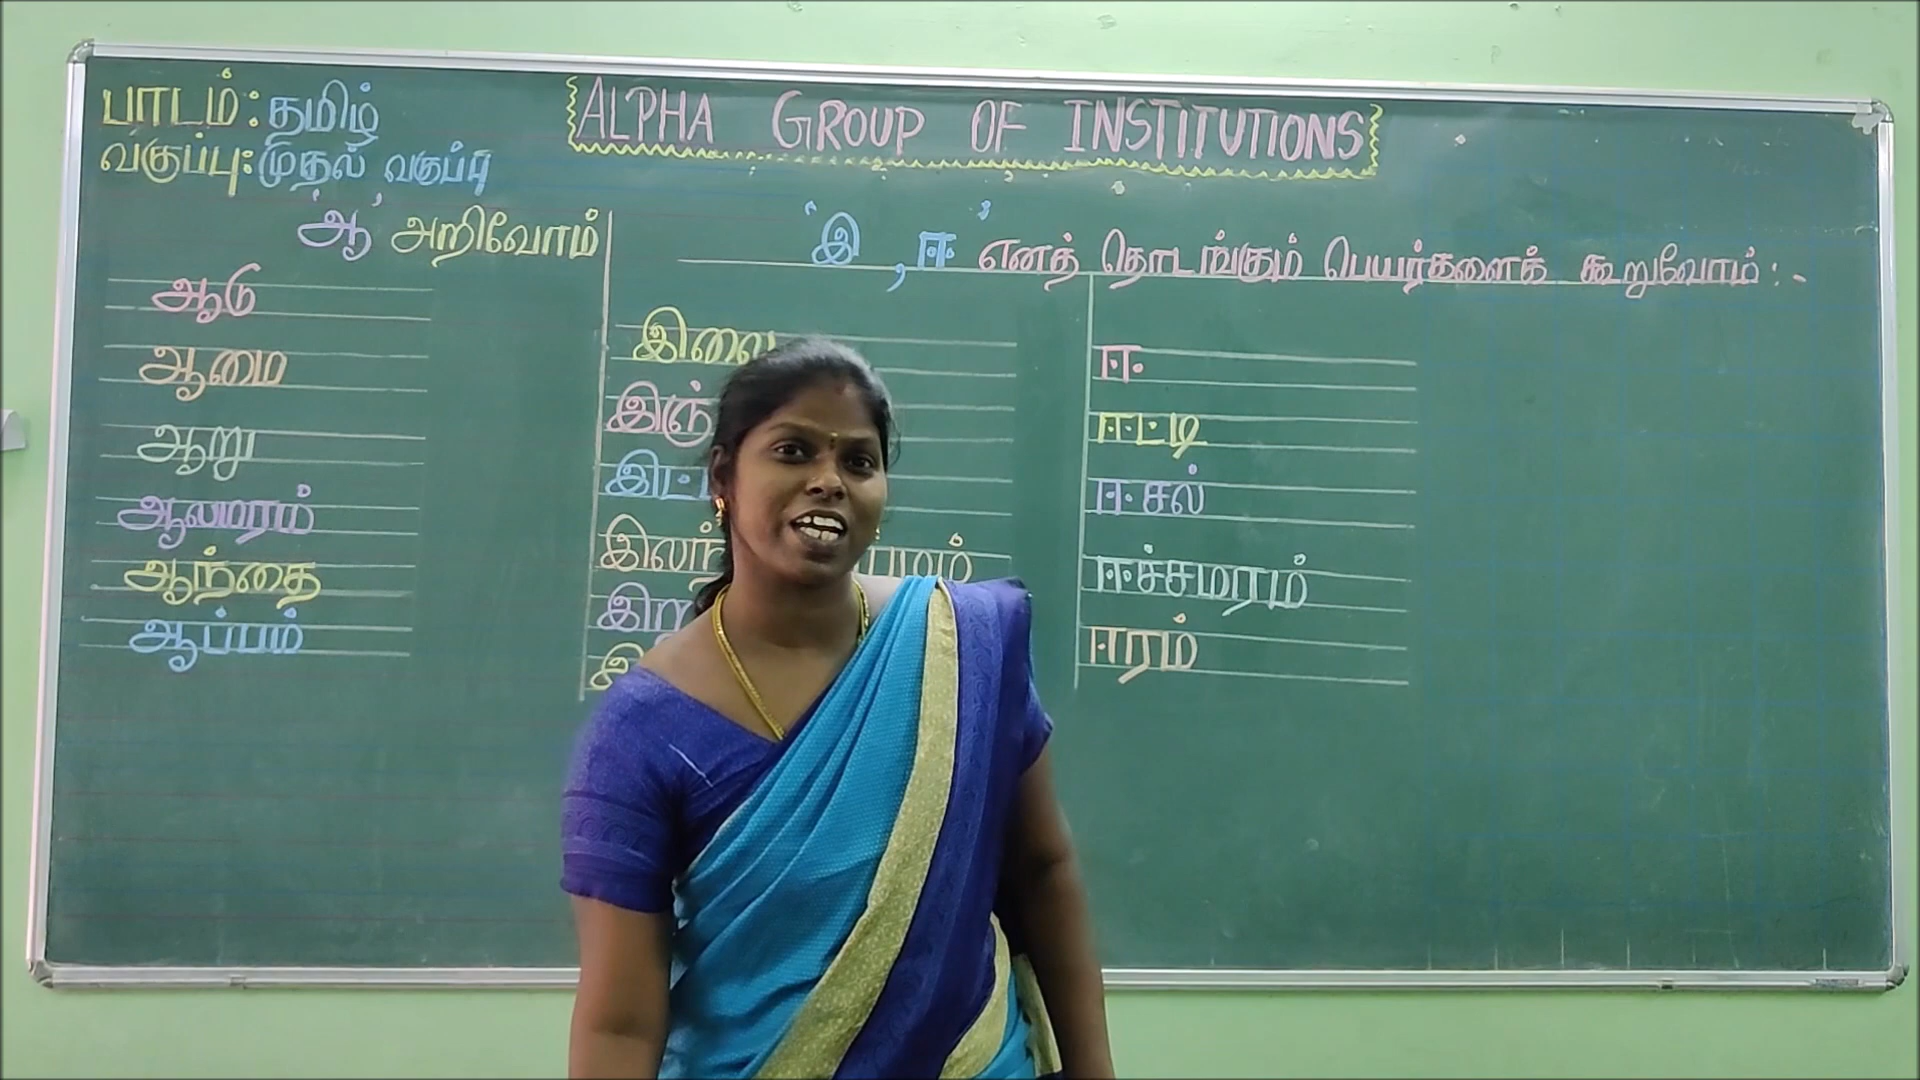 பாடம் : தமிழ்
வகுப்பு : முதல் வகுப்பு
ALPHA GROUP OF INSTITUTIONS
'ஆ' அறிவோம்
ஆடு
ஆமை
ஆறு
ஆலமரம்
ஆந்தை
ஆப்பம்
'இ , ஈ' எனத் தொடங்கும் பெயர்களைக் கூறுவோம் :-
இலை
ஈ
ஈட்டி
ஈசல்
ஈச்சமரம்
ஈரம்